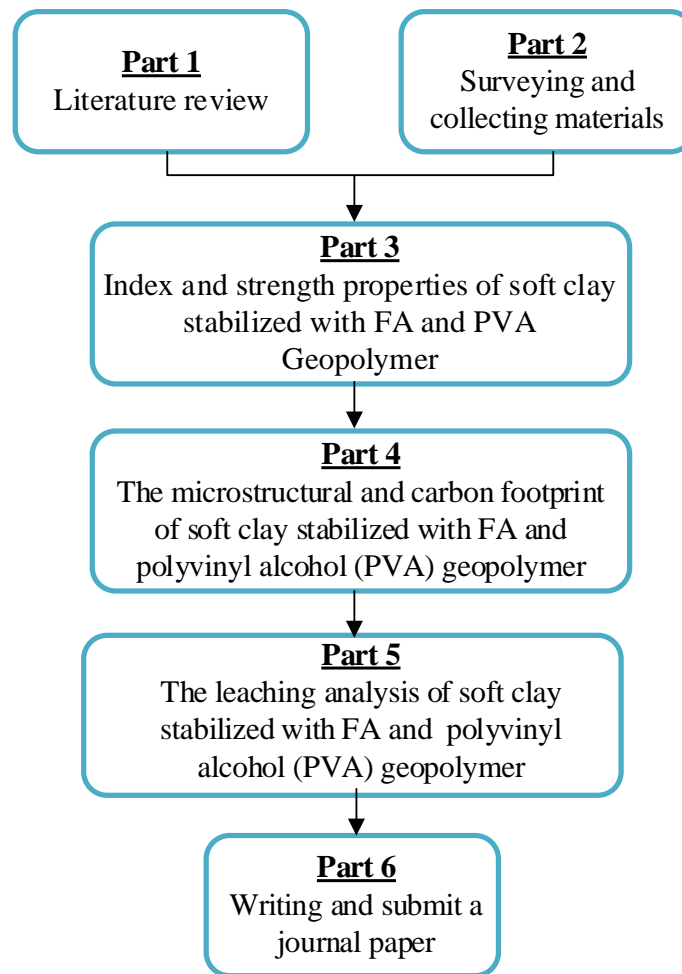 Part 1
Literature review
Part 2
Surveying and
collecting materials
Part 3
Index and strength properties of soft clay
stabilized with FA and PVA
Geopolymer
Part 4
The microstructural and carbon footprint
of soft clay stabilized with FA and
polyvinyl alcohol (PVA) geopolymer
Part 5
The leaching analysis of soft clay
stabilized with FA and polyvinyl
alcohol (PVA) geopolymer
Part 6
Writing and submit a
journal paper